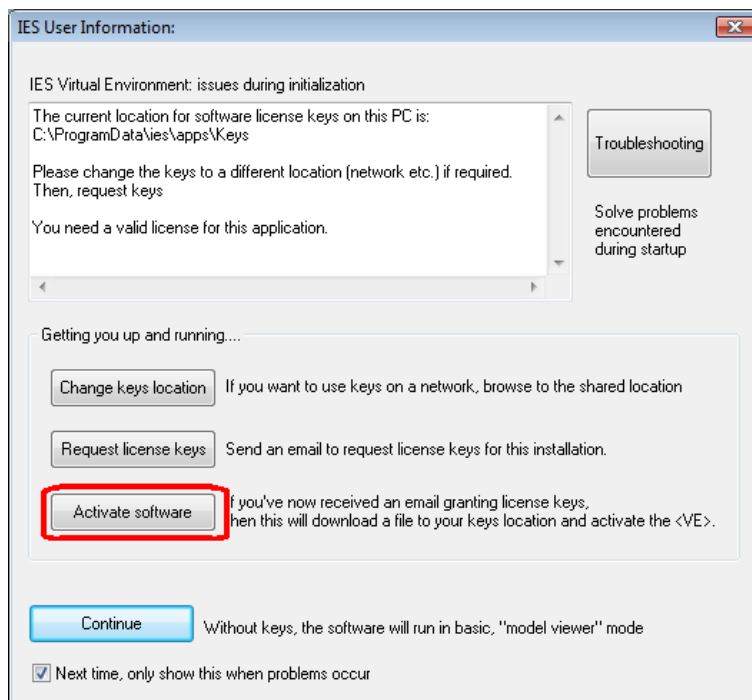 IES User Information:
IES Virtual Environment: issues during initialization
The current location for software license keys on this PC is:
C:\ProgramData\ies\apps\Keys
Please change the keys to a different location (network etc.) if required.
Then, request keys
You need a valid license for this application.
Troubleshooting
Solve problems
encountered
during startup
Getting you up and running....
Change keys location
If you want to use keys on a network, browse to the shared location
Request license keys
Send an email to request license keys for this installation.
Activate software
f you've now received an email granting license keys,
hen this will download a file to your keys location and activate the <VE>.
Continue
Without keys, the software will run in basic, "model viewer" mode
Next time, only show this when problems occur